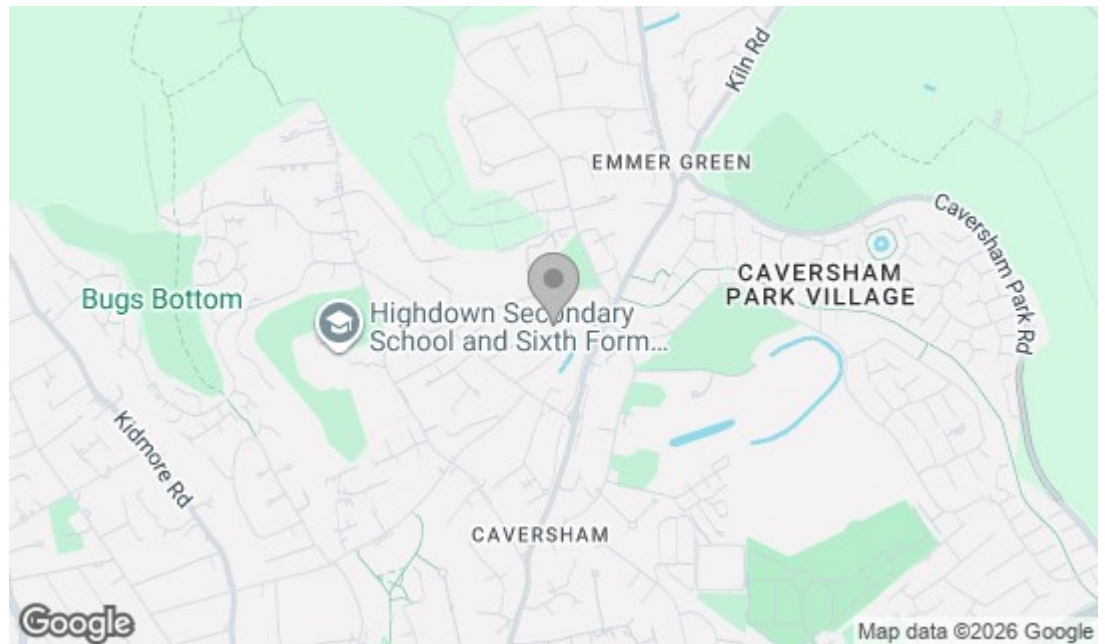 Kiln Rd
EMMER GREEN
Caversham Park Rd
CAVERSHAM
PARK VILLAGE
Bugs Bottom
Highdown Secondary
School and Sixth Form...
Kidmore Rd
CAVERSHAM
Google
Map data ©2026 Google